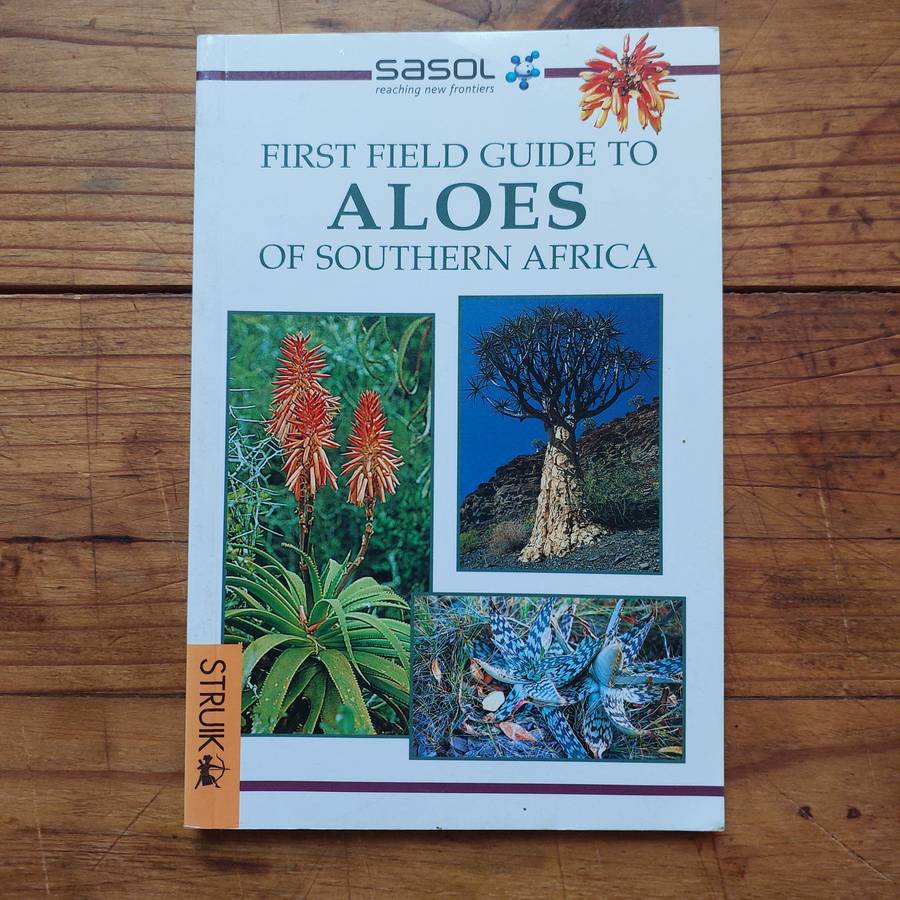 sasol
reaching new frontiers
FIRST FIELD GUIDE TO
ALOES
OF SOUTHERN AFRICA
STRUIK